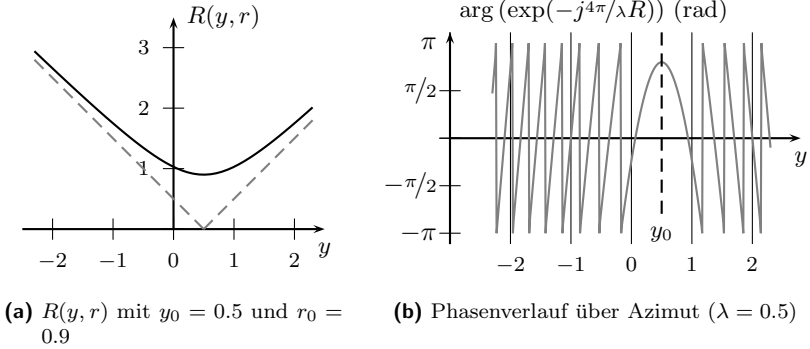 R(y, r)
3
2
1
−2
−1
0
1
2
y
(a) R(y, r) mit y₀ = 0.5 und r₀ =
0.9
arg (exp(−j⁴π/λR)) (rad)
π
π/2
−π/2
−π
y
y₀
−2
−1
0
1
2
(b) Phasenverlauf über Azimut (λ = 0.5)